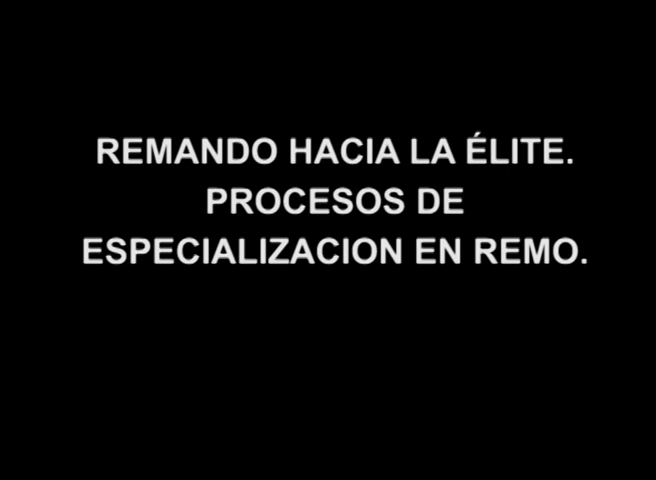 REMANDO HACIA LA ÉLITE.
PROCESOS DE
ESPECIALIZACION EN REMO.